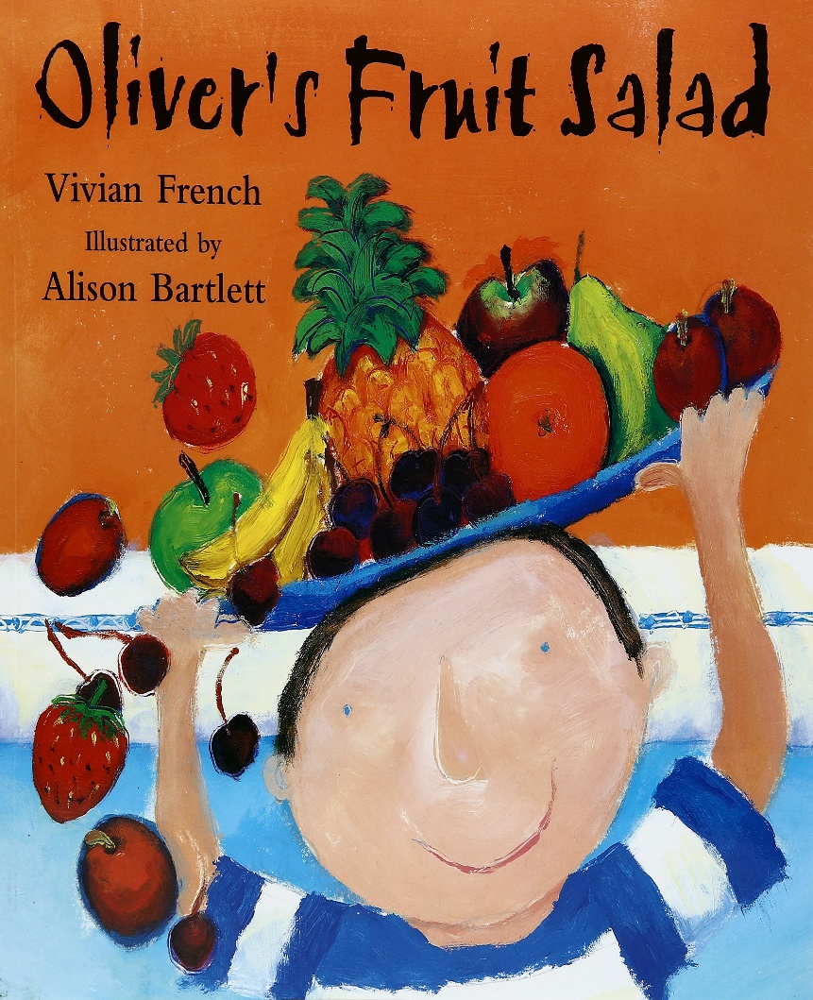 Oliver's Fruit Salad
Vivian French
Illustrated by
Alison Bartlett